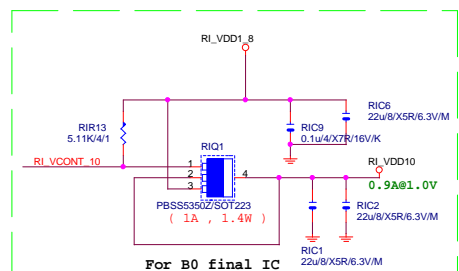 RI_VDD1_8
RIR13
5.11K/4/1
RIC6
22u/8/X5R/6.3V/M
RIC9
0.1u/4/X7R/16V/K
RIQ1
RI_VCONT_10
1
2
3
4
RI_VDD10
0.9A@1.0V
PBSS5350Z/SOT223
( 1A , 1.4W )
RIC2
22u/8/X5R/6.3V/M
RIC1
22u/8/X5R/6.3V/M
For B0 final IC